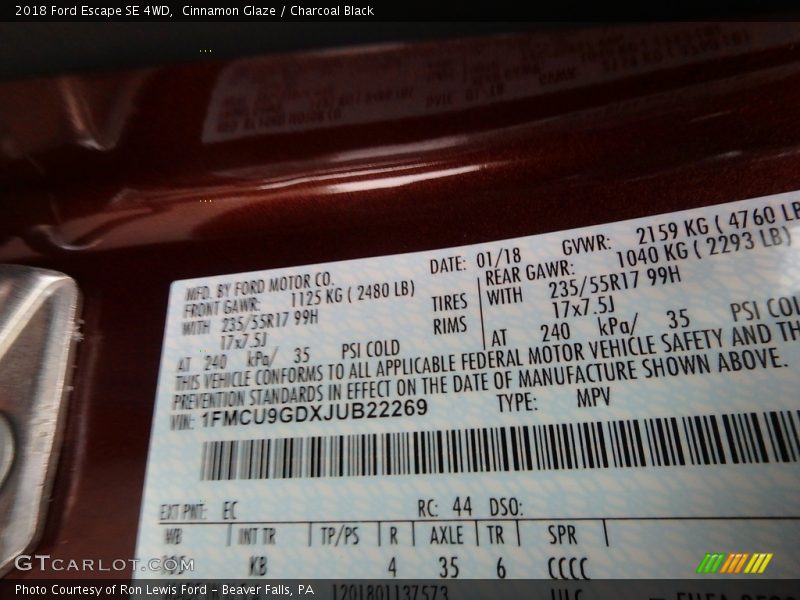 2018 Ford Escape SE 4WD, Cinnamon Glaze / Charcoal Black
MFD. BY FORD MOTOR CO.
DATE: 01/18
GVWR: 2159 KG ( 4760 LB
FRONT GAWR: 1125 KG ( 2480 LB)
REAR GAWR: 1040 KG ( 2293 LB)
WITH 235/55R17 99H
TIRES
WITH 235/55R17 99H
17x7.5J
RIMS
17x7.5J
AT 240 kPa/ 35 PSI COLD
AT 240 kPa/ 35 PSI COL
THIS VEHICLE CONFORMS TO ALL APPLICABLE FEDERAL MOTOR VEHICLE SAFETY AND TH
PREVENTION STANDARDS IN EFFECT ON THE DATE OF MANUFACTURE SHOWN ABOVE.
VIN: 1FMCU9GDXJUB22269
TYPE: MPV
EXT PNT: EC RC: 44 DSO:
WB INT TR TP/PS R AXLE TR SPR
KB 4 35 6 CCCC
GTCARLOT.COM
Photo Courtesy of Ron Lewis Ford - Beaver Falls, PA
1201801137573